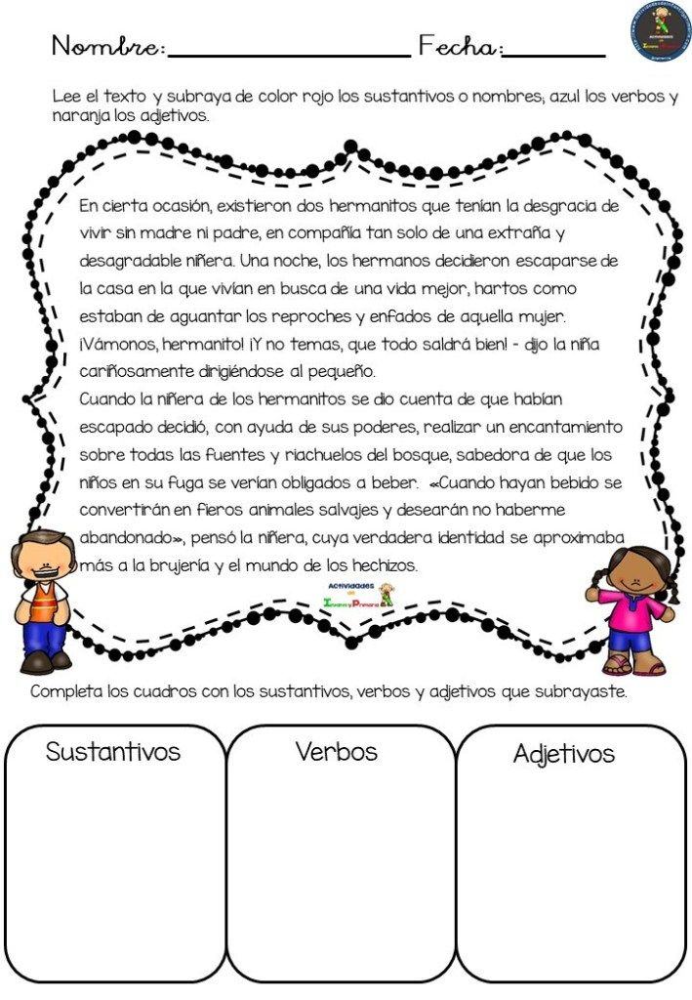 Nombre:____________________ Fecha:________
Lee el texto y subraya de color rojo los sustantivos o nombres; azul los verbos y
naranja los adjetivos.
En cierta ocasión, existieron dos hermanitos que tenían la desgracia de
vivir sin madre ni padre, en compañía tan solo de una extraña y
desagradable niñera. Una noche, los hermanos decidieron escaparse de
la casa en la que vivían en busca de una vida mejor, hartos como
estaban de aguantar los reproches y enfados de aquella mujer.
¡Vámonos, hermanito! ¡Y no temas, que todo saldrá bien! - dijo la niña
cariñosamente dirigiéndose al pequeño.
Cuando la niñera de los hermanitos se dio cuenta de que habían
escapado decidió, con ayuda de sus poderes, realizar un encantamiento
sobre todas las fuentes y riachuelos del bosque, sabedora de que los
niños en su fuga se verían obligados a beber. «Cuando hayan bebido se
convertirán en fieros animales salvajes y desearán no haberme
abandonado», pensó la niñera, cuya verdadera identidad se aproximaba
más a la brujería y el mundo de los hechizos.
Actividades
de
Infantil y Primaria
Completa los cuadros con los sustantivos, verbos y adjetivos que subrayaste.
Sustantivos
Verbos
Adjetivos